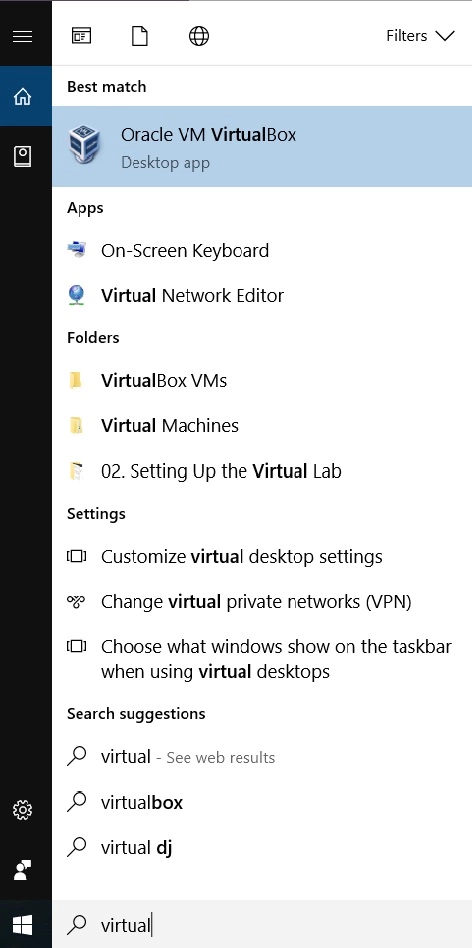 Filters
Best match
Oracle VM VirtualBox
Desktop app
Apps
On-Screen Keyboard
Virtual Network Editor
Folders
VirtualBox VMs
Virtual Machines
02. Setting Up the Virtual Lab
Settings
Customize virtual desktop settings
Change virtual private networks (VPN)
Choose what windows show on the taskbar
when using virtual desktops
Search suggestions
virtual - See web results
virtualbox
virtual dj
virtual